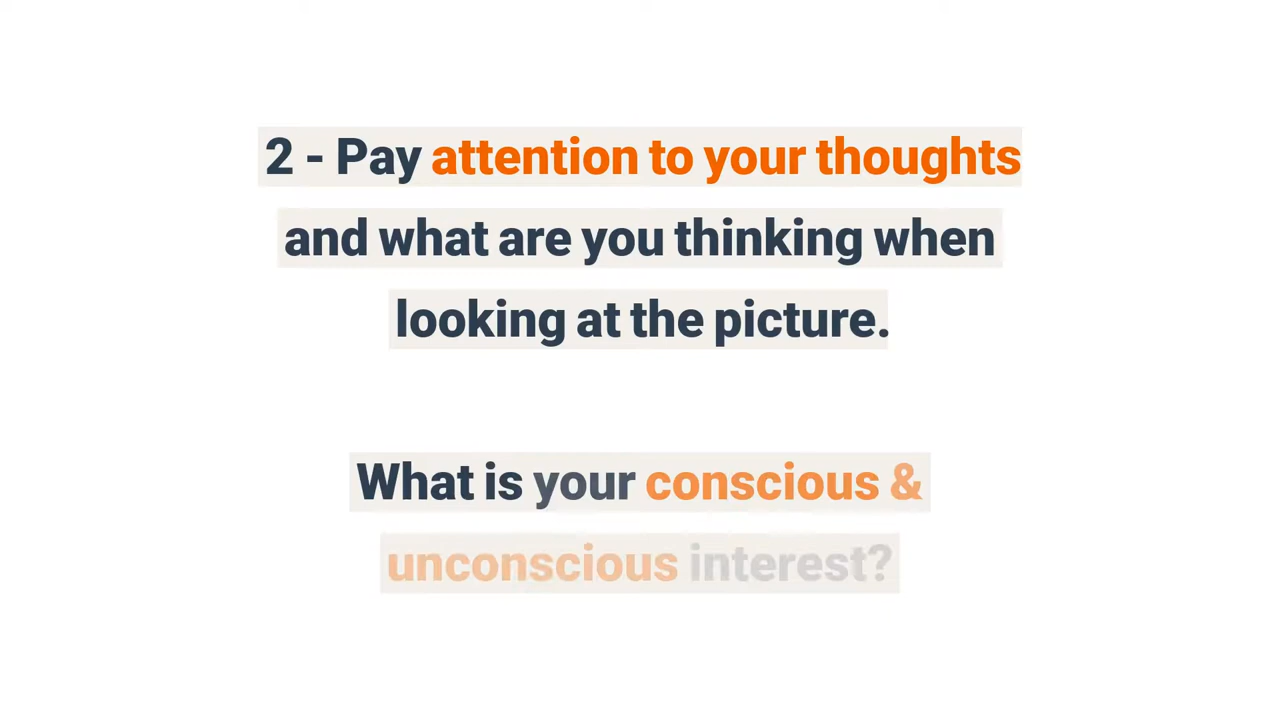 2 - Pay attention to your thoughts
and what are you thinking when
looking at the picture.
What is your conscious &
unconscious interest?